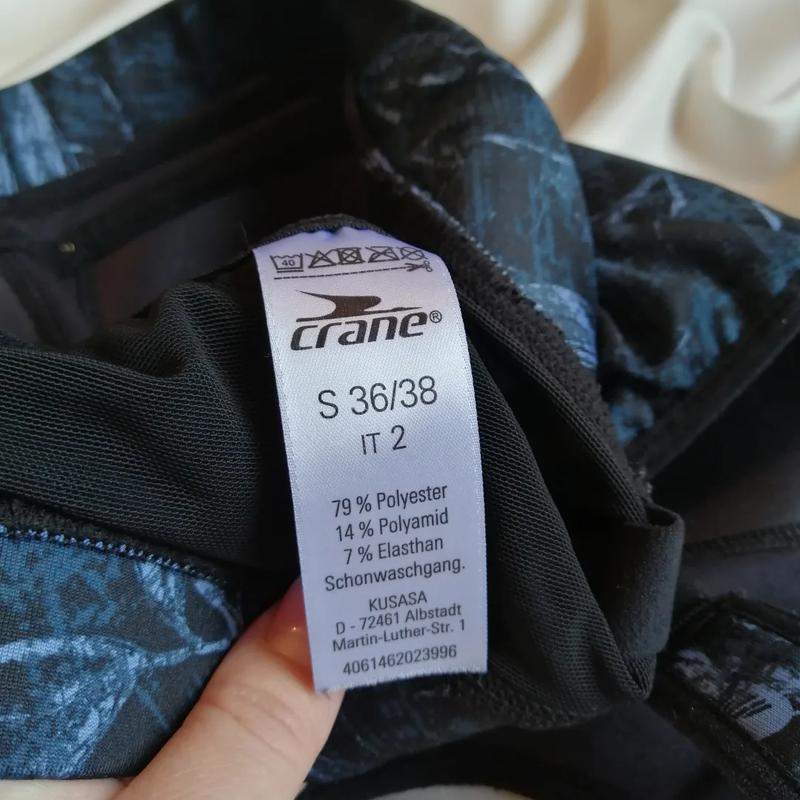 40
crane®
S 36/38
IT 2
79 % Polyester
14 % Polyamid
7 % Elasthan
Schonwaschgang.
KUSASA
D - 72461 Albstadt
Martin-Luther-Str. 1
4061462023996